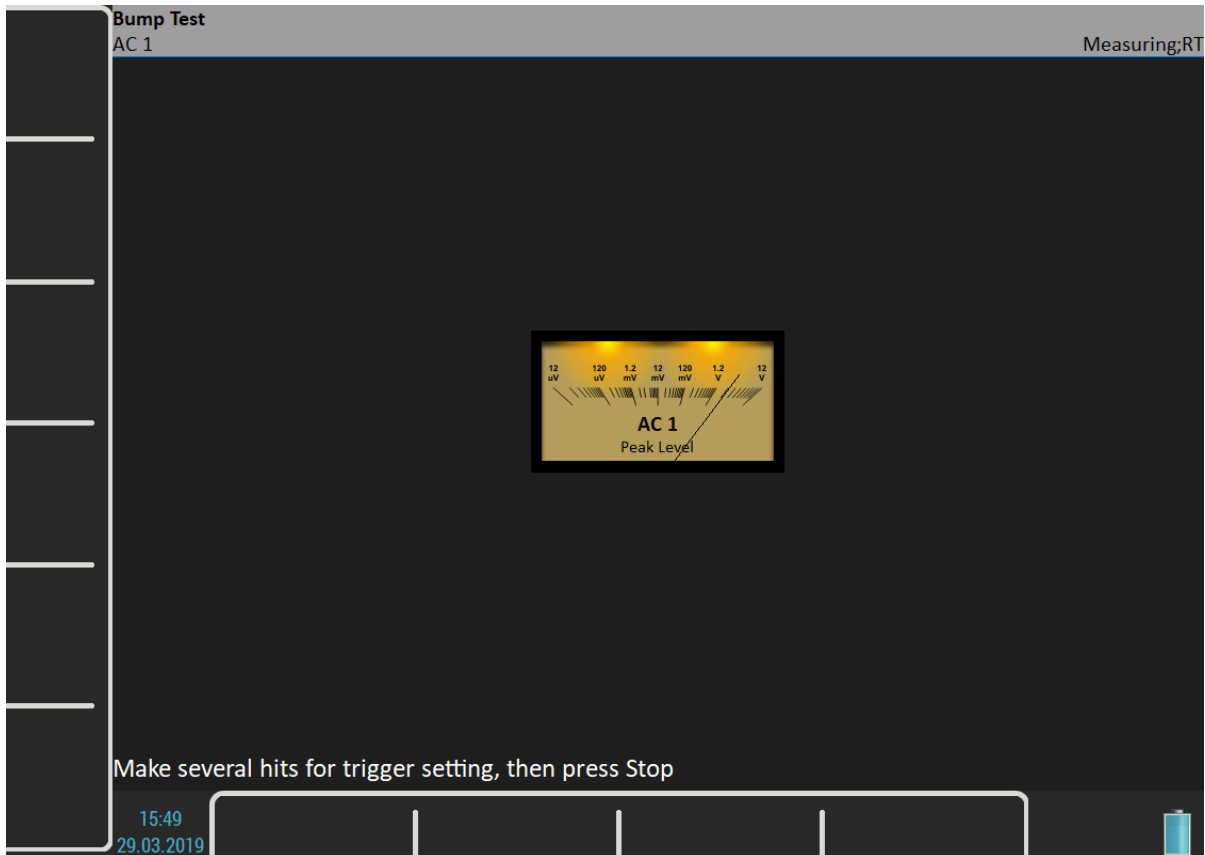 Bump Test
AC 1
Measuring;RT
12 120 1.2 12 120 1.2 12
uV uV mV mV mV V V
AC 1
Peak Level
Make several hits for trigger setting, then press Stop
15:49
29.03.2019